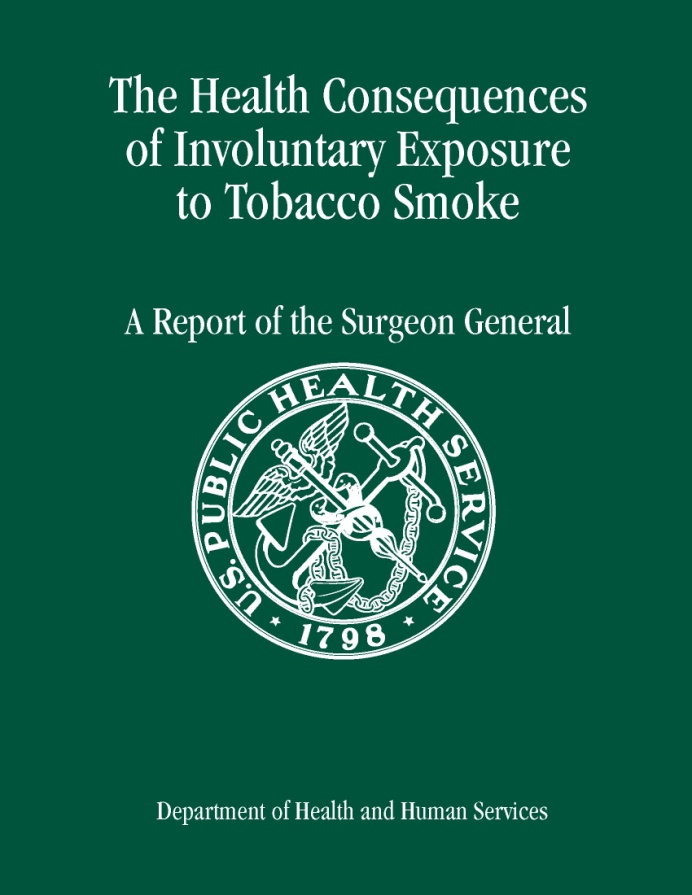 The Health Consequences
of Involuntary Exposure
to Tobacco Smoke
A Report of the Surgeon General
U.S. PUBLIC HEALTH SERVICE
1798
Department of Health and Human Services